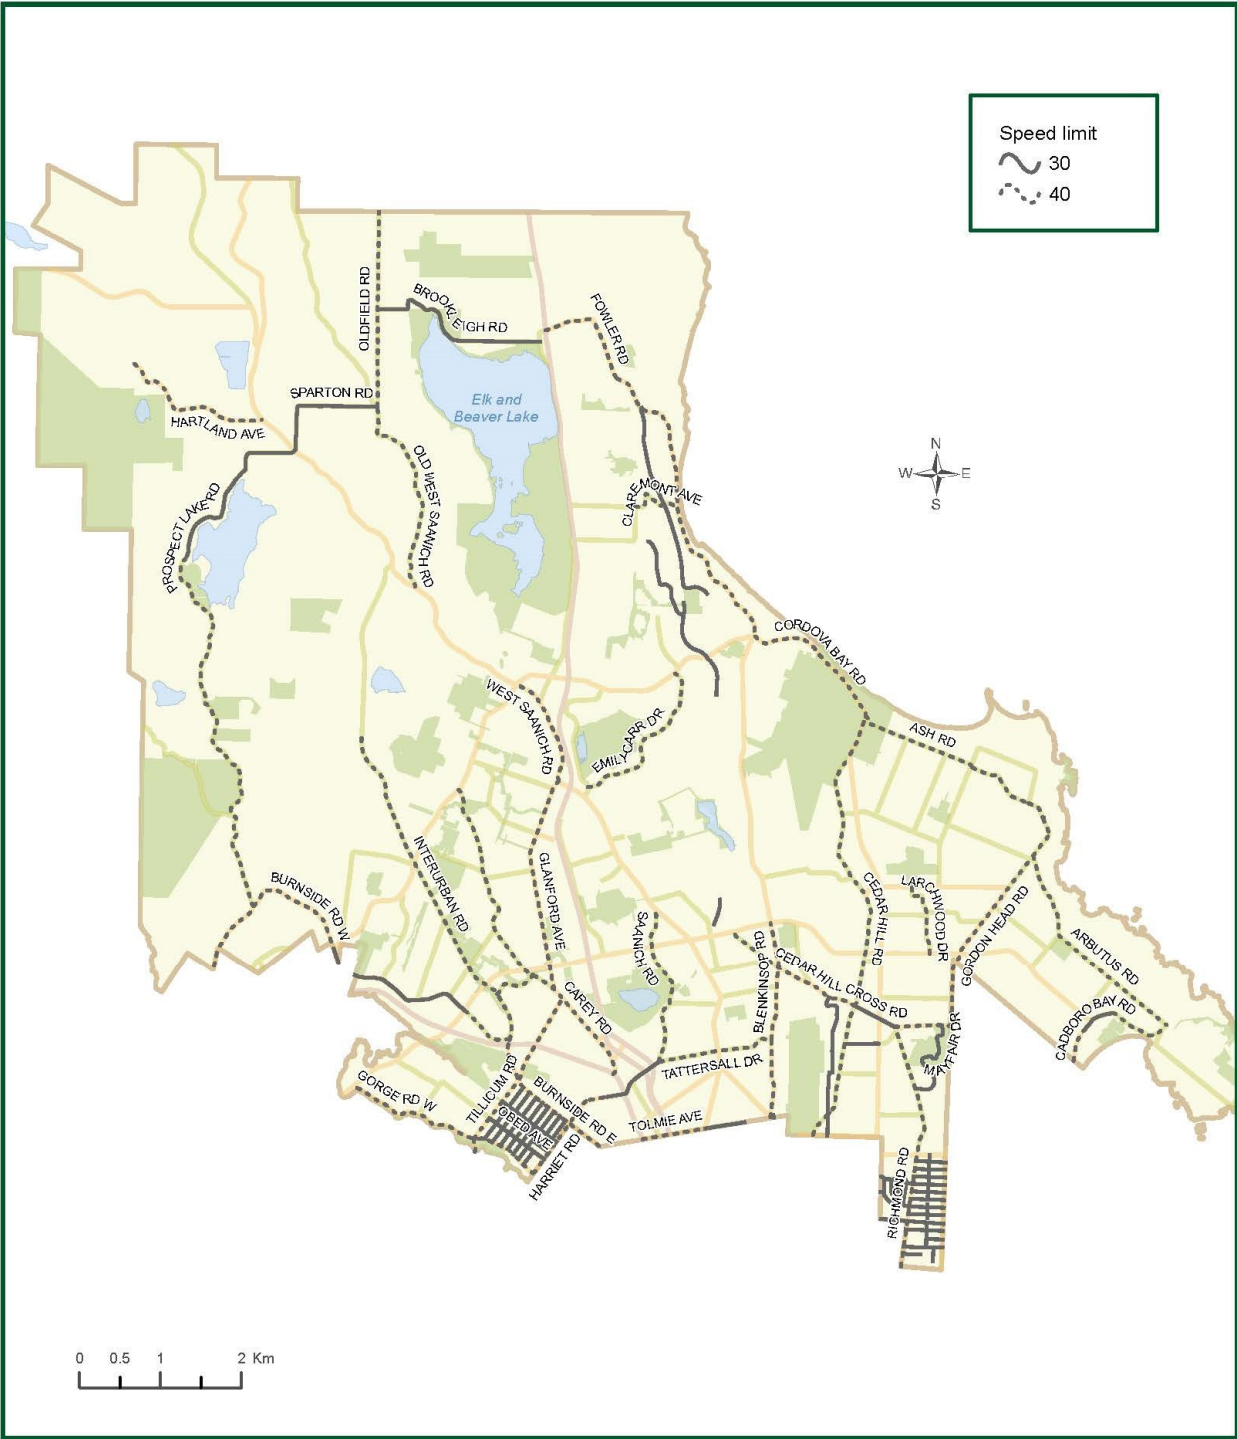 Speed limit
30
40
OLDFIELD RD
BROOKLEIGH RD
FOWLER RD
SPARTON RD
Elk and
Beaver Lake
HARTLAND AVE
OLD WEST SAANICH RD
N
W E
S
CLAREMONT AVE
PROSPECT LAKE RD
CORDOVA BAY RD
WEST SAANICH RD
EMILY CARR DR
ASH RD
INTERURBAN RD
GLANFORD AVE
BURNSIDE RD W
SAANICH RD
CEDAR HILL RD
LARCHWOOD DR
GORDON HEAD RD
BLENKINSOP RD
CEDAR HILL CROSS RD
ARBUTUS RD
CAREY RD
CADBORO BAY RD
MAYFAIR DR
TATTERSALL DR
GORGE RD W
TILLICUM RD
BURNSIDE RD E
OBED AVE
TOLMIE AVE
HARRIET RD
RICHMOND RD
0 0.5 1 2 Km